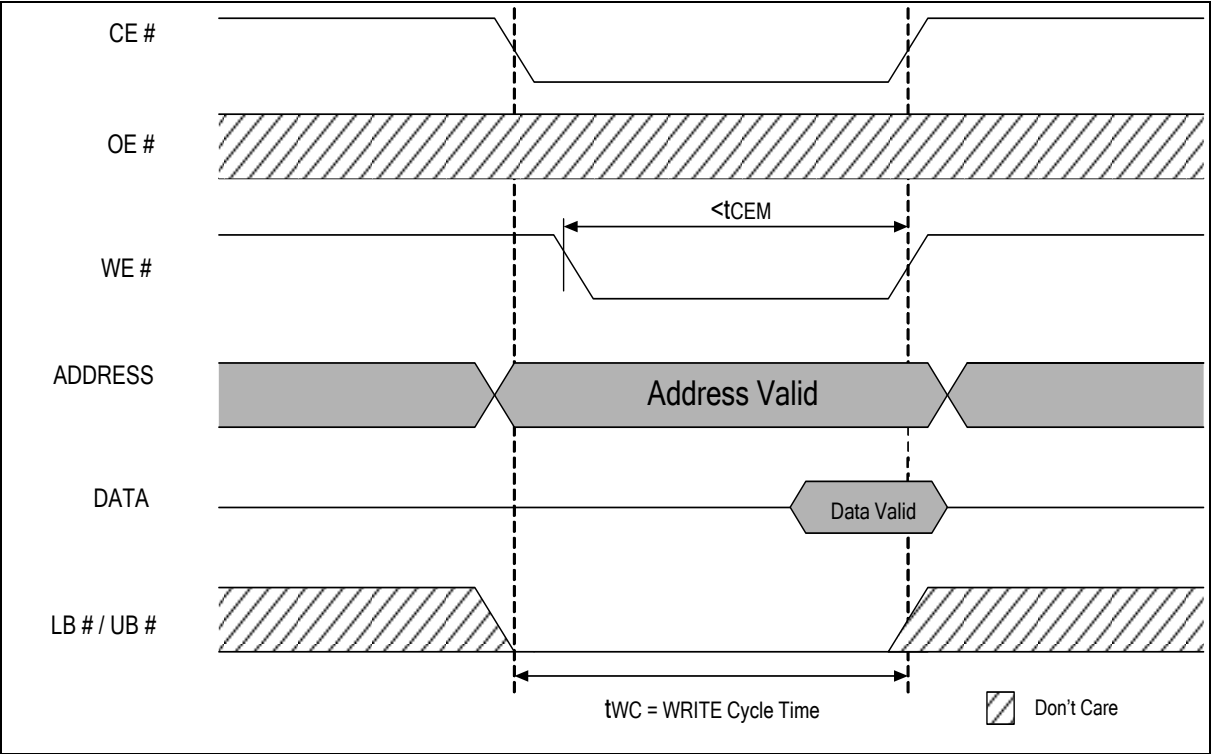 CE #
OE #
<tCEM
WE #
ADDRESS
Address Valid
DATA
Data Valid
LB # / UB #
tWC = WRITE Cycle Time
Don't Care